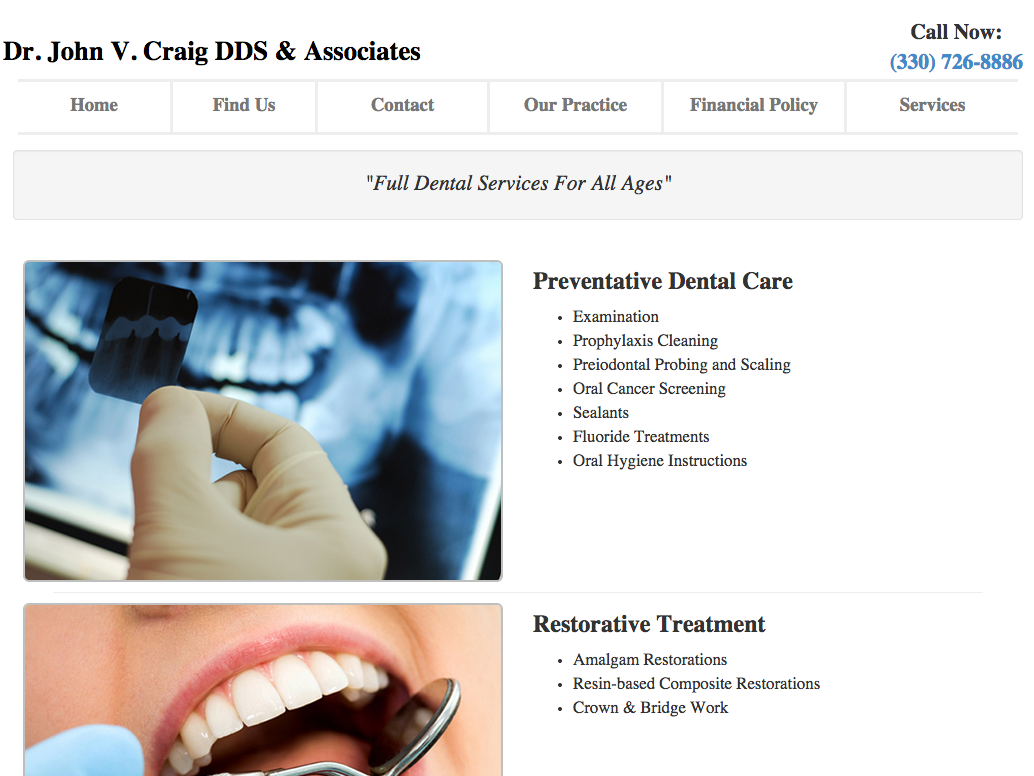 Dr. John V. Craig DDS & Associates
Call Now:
(330) 726-8886
Home
Find Us
Contact
Our Practice
Financial Policy
Services
"Full Dental Services For All Ages"
Preventative Dental Care
Examination
Prophylaxis Cleaning
Preiodontal Probing and Scaling
Oral Cancer Screening
Sealants
Fluoride Treatments
Oral Hygiene Instructions
Restorative Treatment
Amalgam Restorations
Resin-based Composite Restorations
Crown & Bridge Work